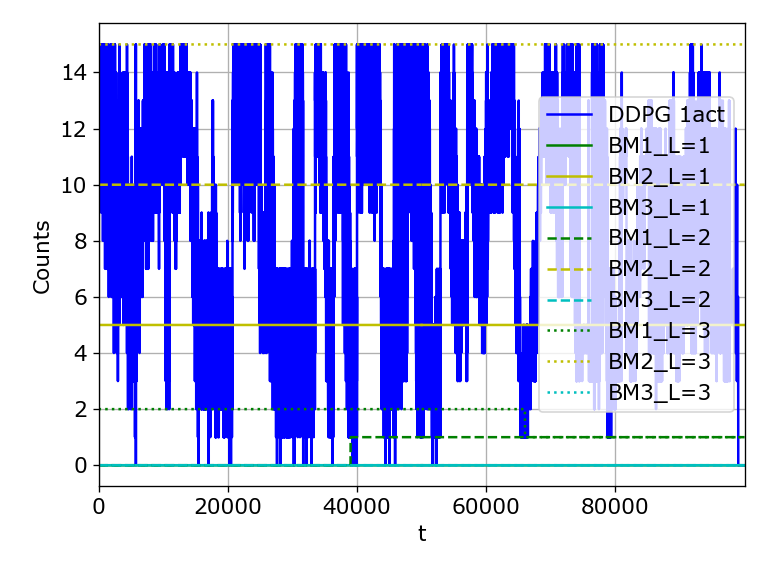 14
12
10
8
6
4
2
0
Counts
0
20000
40000
60000
80000
t
DDPG 1act
BM1_L=1
BM2_L=1
BM3_L=1
BM1_L=2
BM2_L=2
BM3_L=2
BM1_L=3
BM2_L=3
BM3_L=3